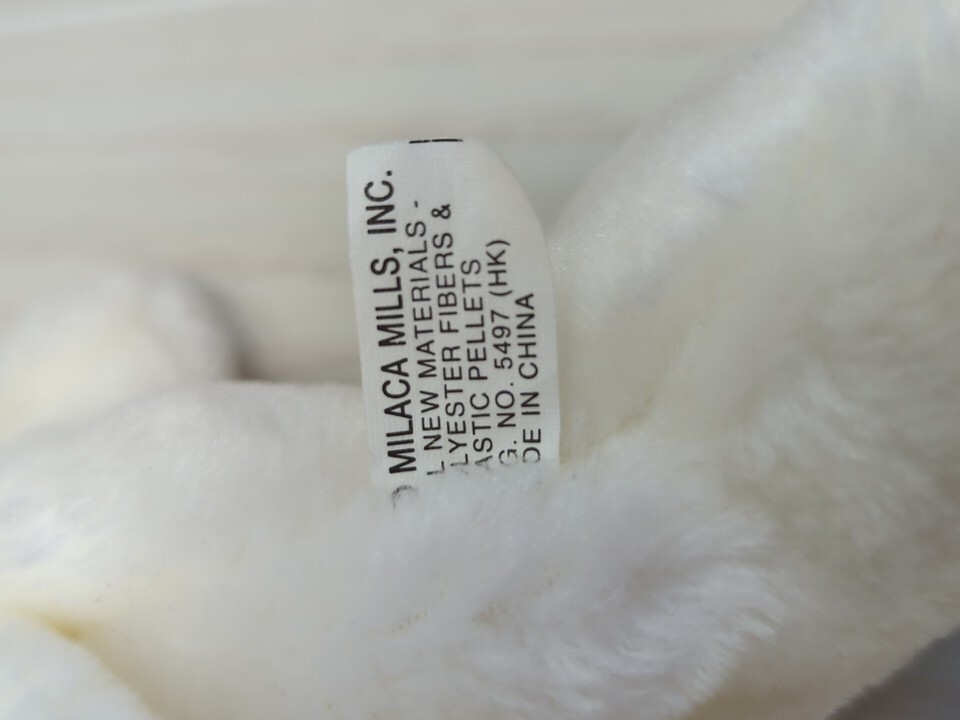 © MILACA MILLS, INC.
L NEW MATERIALS -
LYESTER FIBERS &
ASTIC PELLETS
G. NO. 5497 (HK)
DE IN CHINA